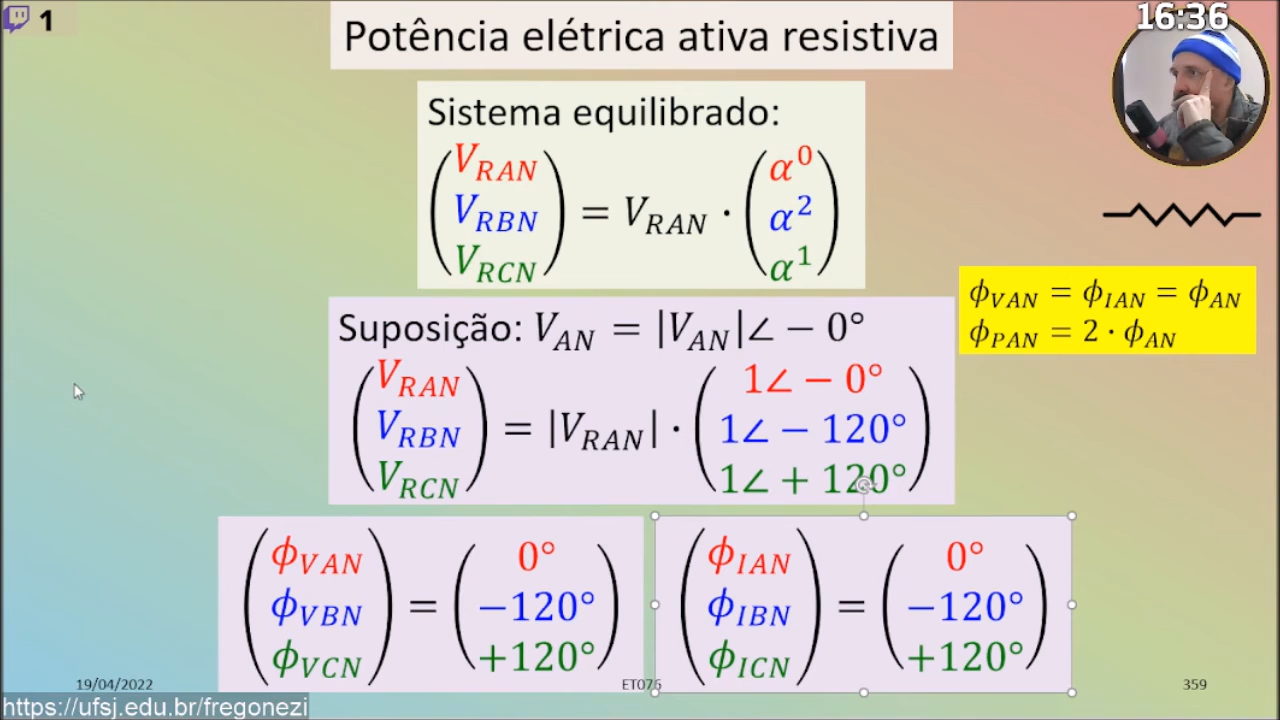 1
16:36
Potência elétrica ativa resistiva
Sistema equilibrado:
(V_RAN V_RBN V_RCN) = V_RAN · (α^0 α^2 α^1)
ϕ_VAN = ϕ_IAN = ϕ_AN
ϕ_PAN = 2 · ϕ_AN
Suposição: V_AN = |V_AN|∠ − 0°
(V_RAN V_RBN V_RCN) = |V_RAN| · (1∠ − 0° 1∠ − 120° 1∠ + 120°)
(ϕ_VAN ϕ_VBN ϕ_VCN) = (0° −120° +120°)
(ϕ_IAN ϕ_IBN ϕ_ICN) = (0° −120° +120°)
19/04/2022
ET076
359
https://ufsj.edu.br/fregonezi